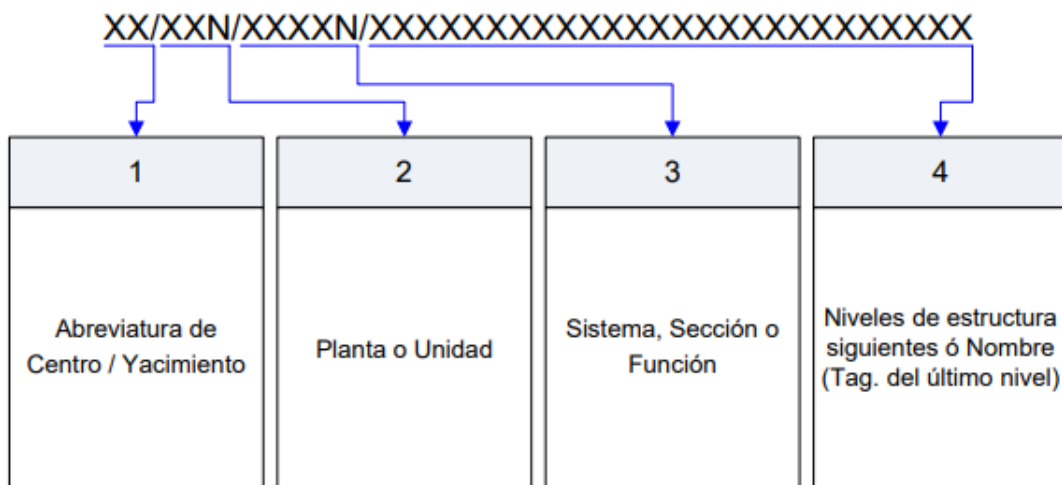 XX/XXN/XXXXN/XXXXXXXXXXXXXXXXXXXXXXXXXX
1
2
3
4
Abreviatura de
Centro / Yacimiento
Planta o Unidad
Sistema, Sección o
Función
Niveles de estructura
siguientes ó Nombre
(Tag. del último nivel)